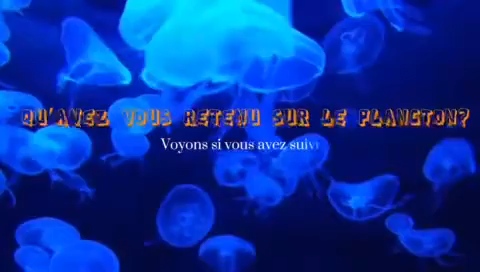 QU'AVEZ VOUS RETENU SUR LE PLANCTON?
Voyons si vous avez suivi